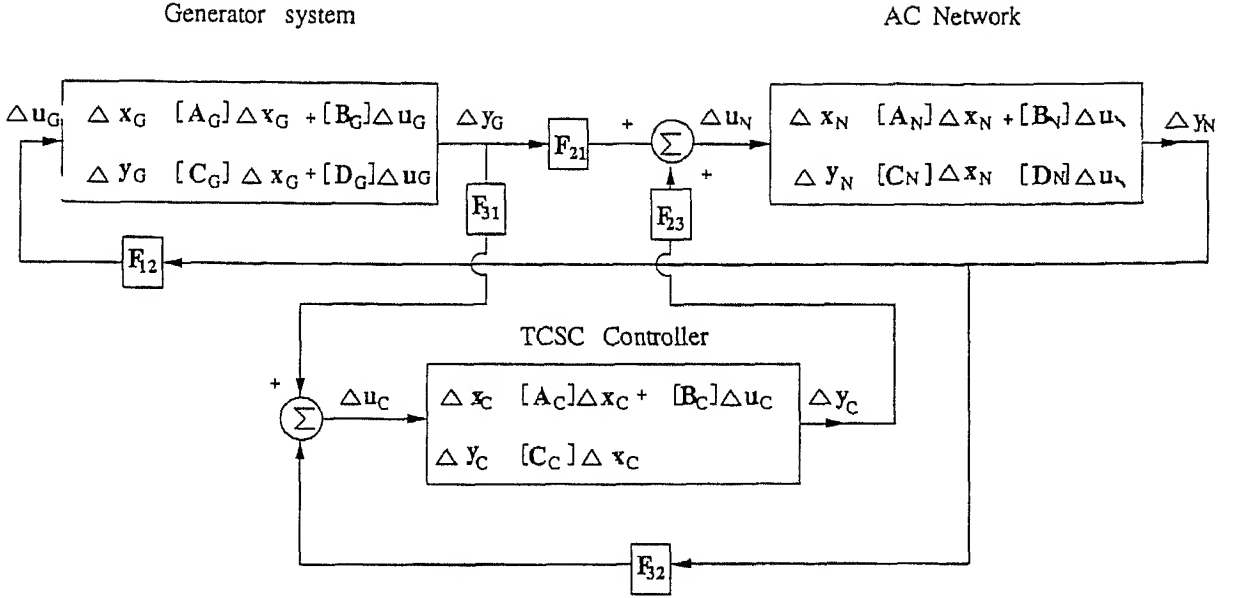 Generator system
AC Network
Δu_G
Δ x_G [A_G] Δ x_G + [B_G] Δ u_G
Δ y_G [C_G] Δ x_G + [D_G] Δ u_G
Δ y_G
F_21
+
Σ
+
Δ u_N
Δ x_N [A_N] Δ x_N + [B_N] Δ u
Δ y_N [C_N] Δ x_N [D_N] Δ u
Δ y_N
F_31
F_23
F_12
TCSC Controller
+
Σ
Δ u_C
Δ x_C [A_C] Δ x_C + [B_C] Δ u_C
Δ y_C [C_C] Δ x_C
Δ y_C
F_32